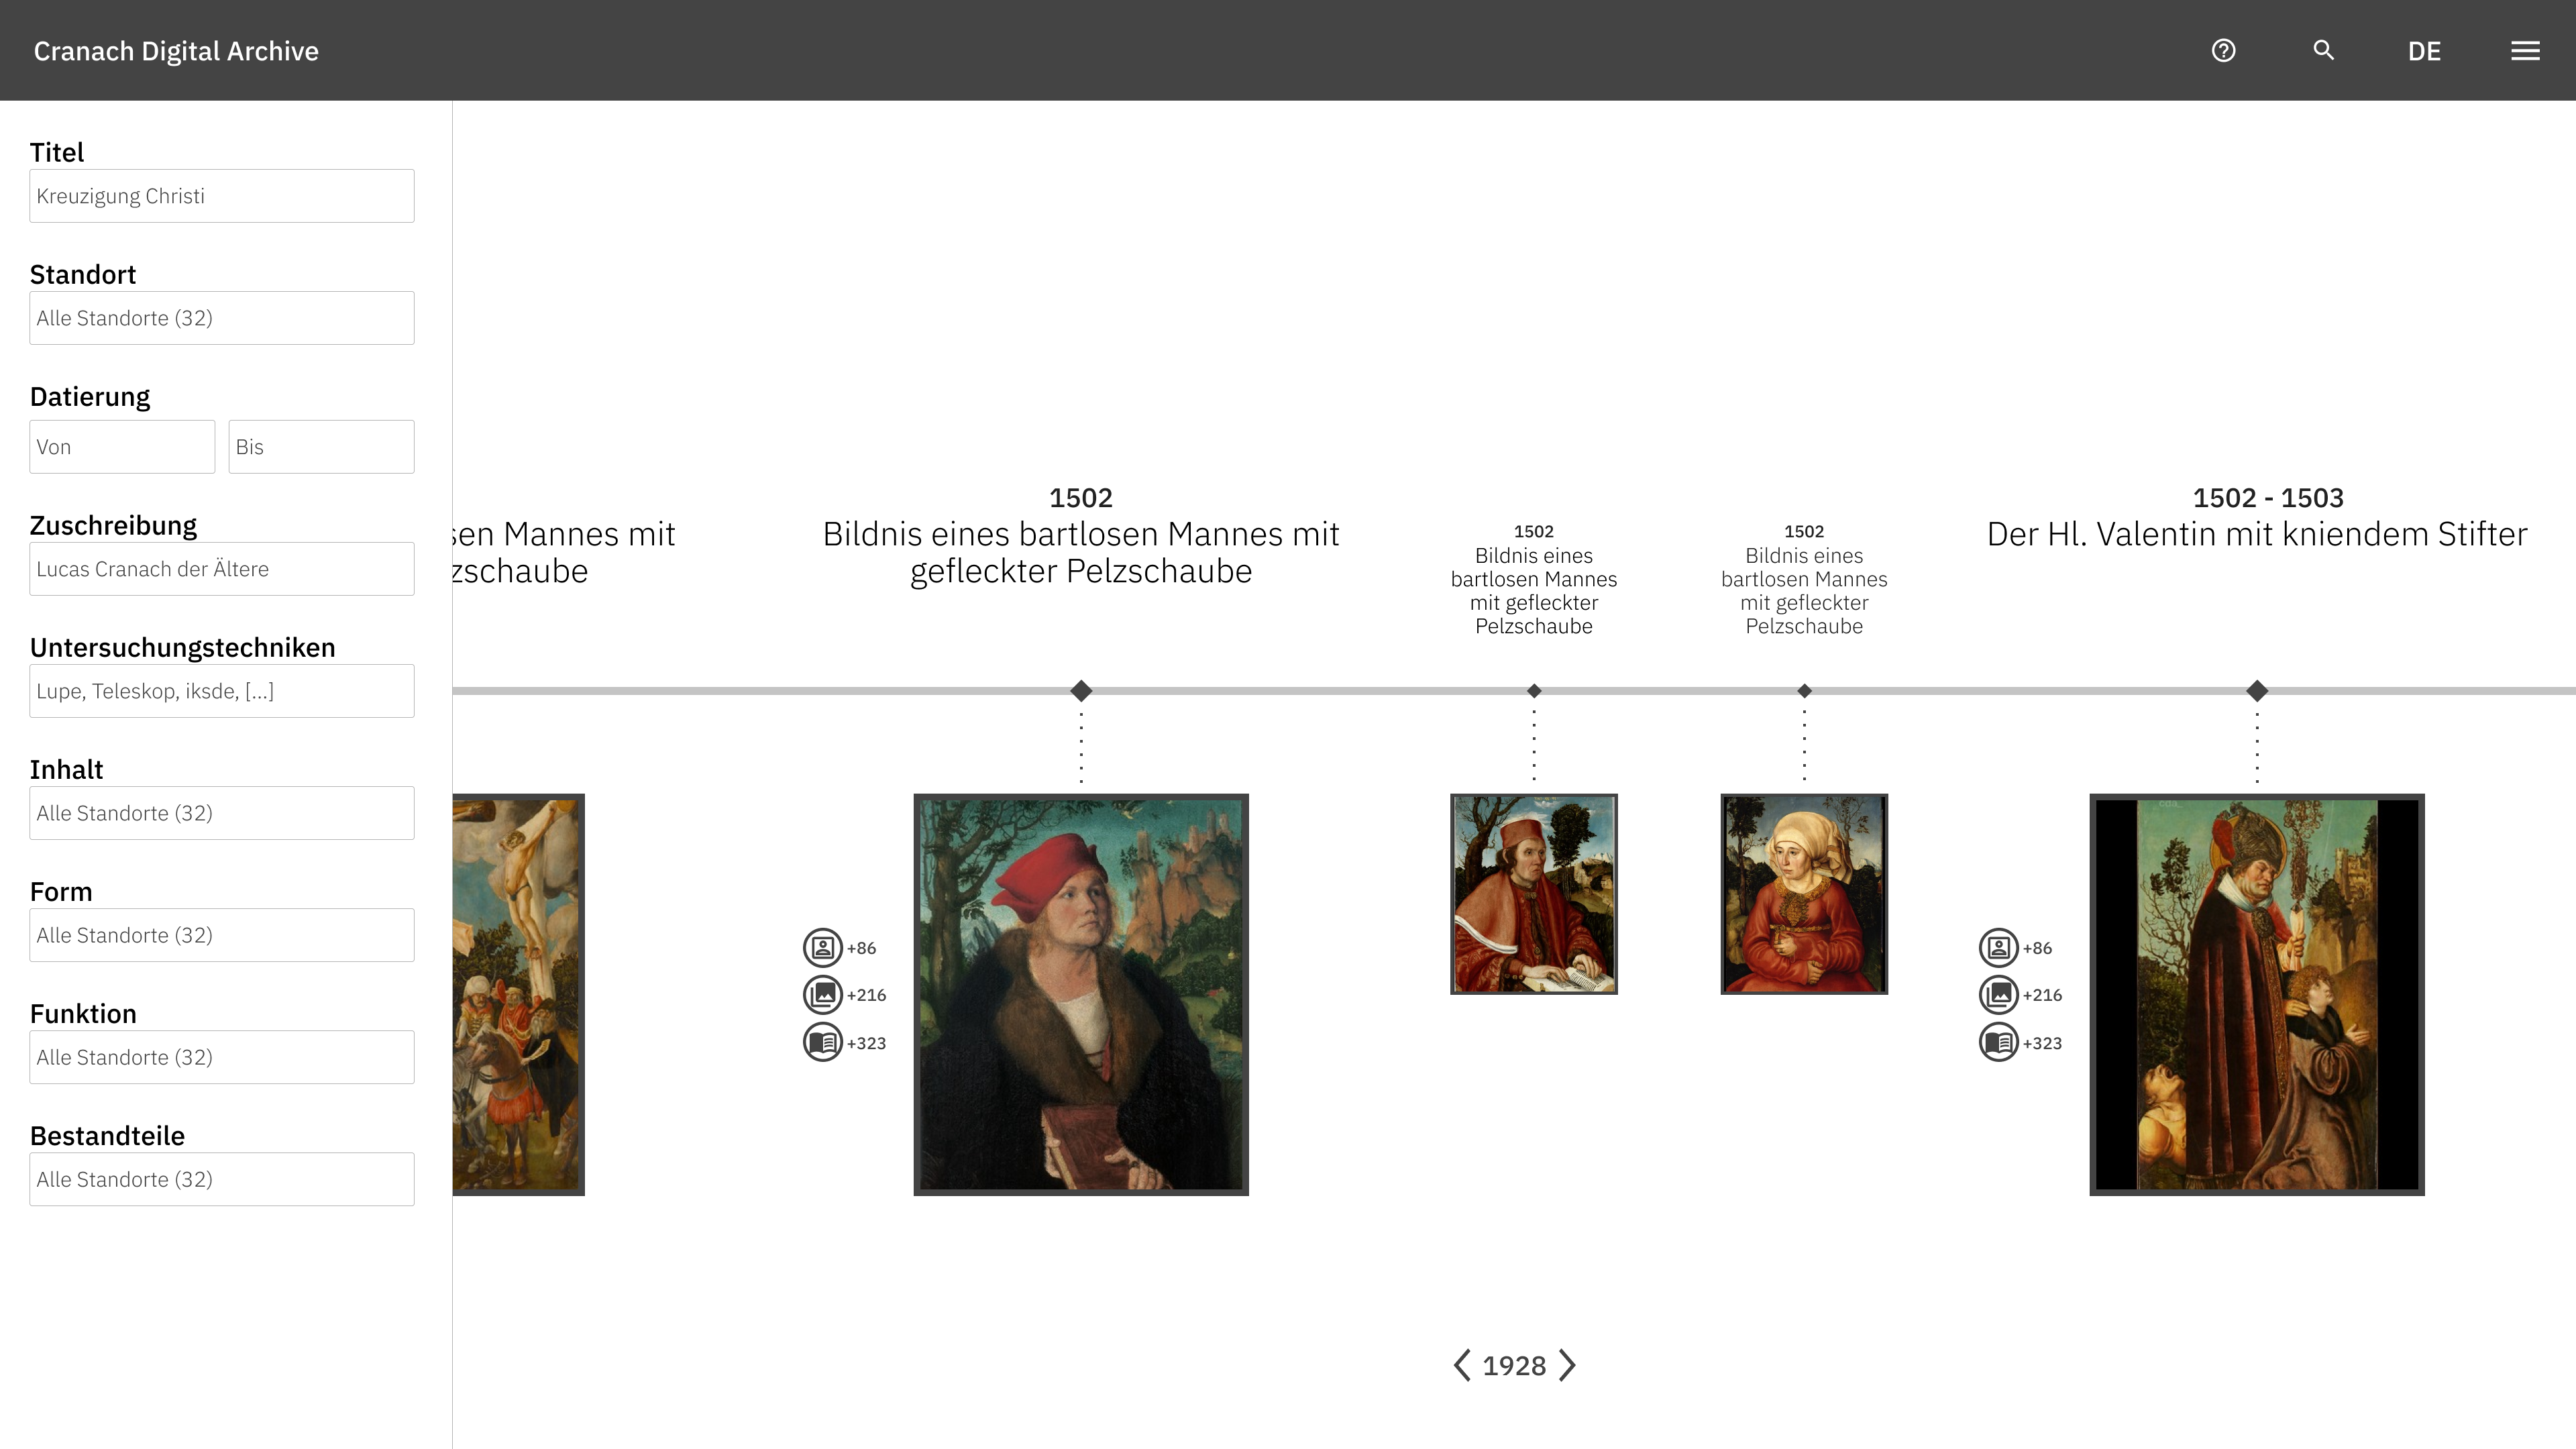 Cranach Digital Archive
DE
Titel
Kreuzigung Christi
Standort
Alle Standorte (32)
Datierung
Von
Bis
Zuschreibung
Lucas Cranach der Ältere
Untersuchungstechniken
Lupe, Teleskop, iksde, [...]
Inhalt
Alle Standorte (32)
Form
Alle Standorte (32)
Funktion
Alle Standorte (32)
Bestandteile
Alle Standorte (32)
sen Mannes mit
zschaube
1502
Bildnis eines bartlosen Mannes mit
gefleckter Pelzschaube
+86
+216
+323
1502
Bildnis eines
bartlosen Mannes
mit gefleckter
Pelzschaube
1502
Bildnis eines
bartlosen Mannes
mit gefleckter
Pelzschaube
1502 - 1503
Der Hl. Valentin mit kniendem Stifter
+86
+216
+323
cda
1928